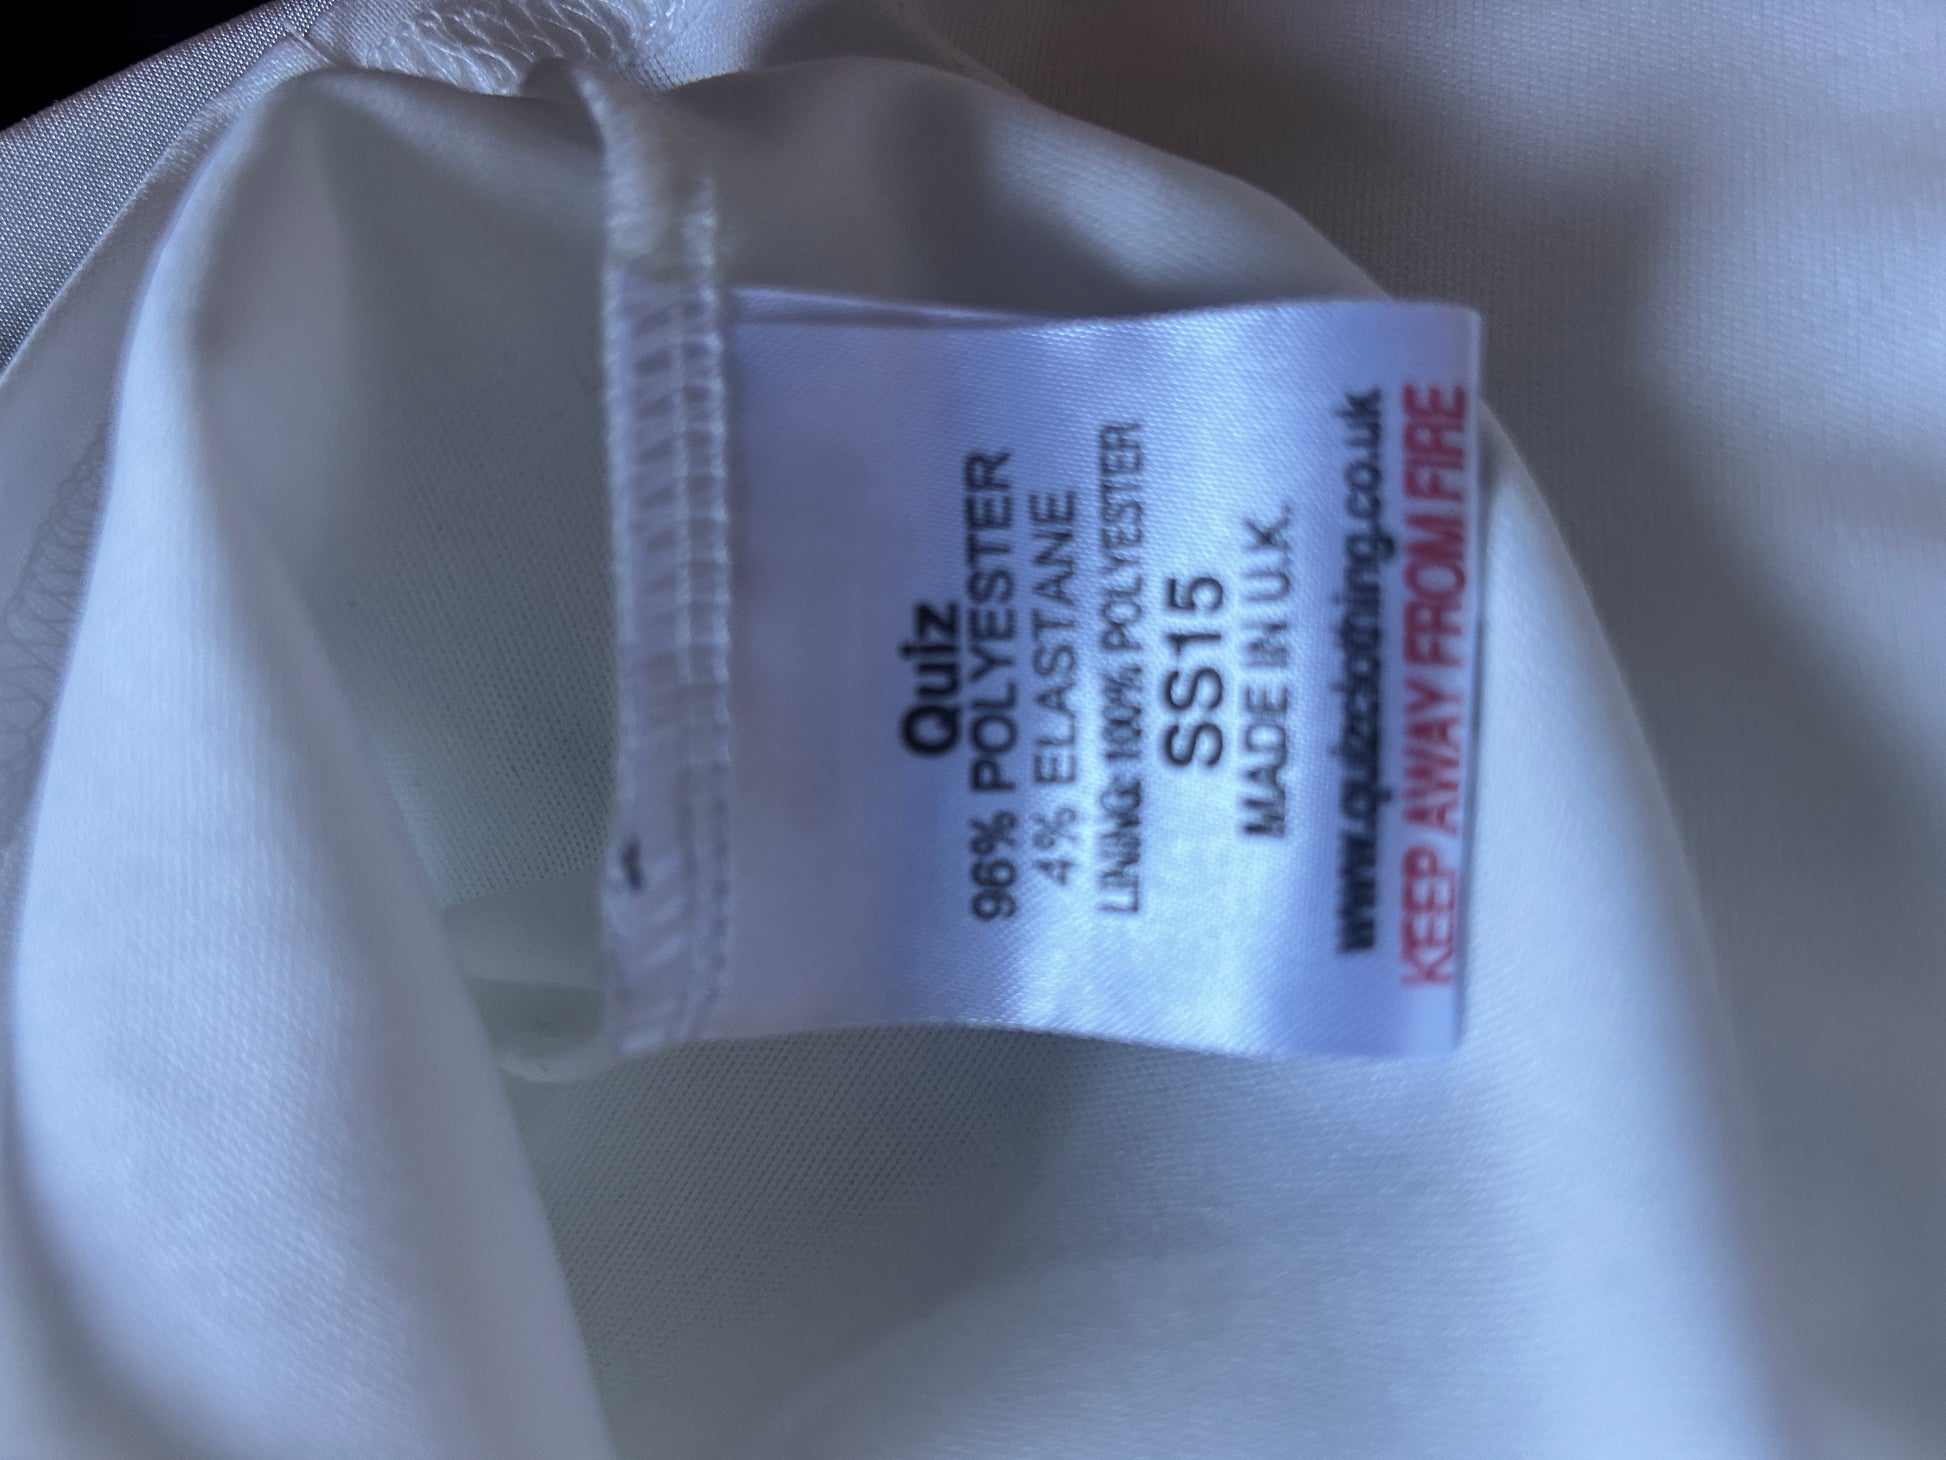 Quiz
96% POLYESTER
4% ELASTANE
LINING: 100% POLYESTER
SS15
MADE IN U.K.
www.quizclothing.co.uk
KEEP AWAY FROM FIRE